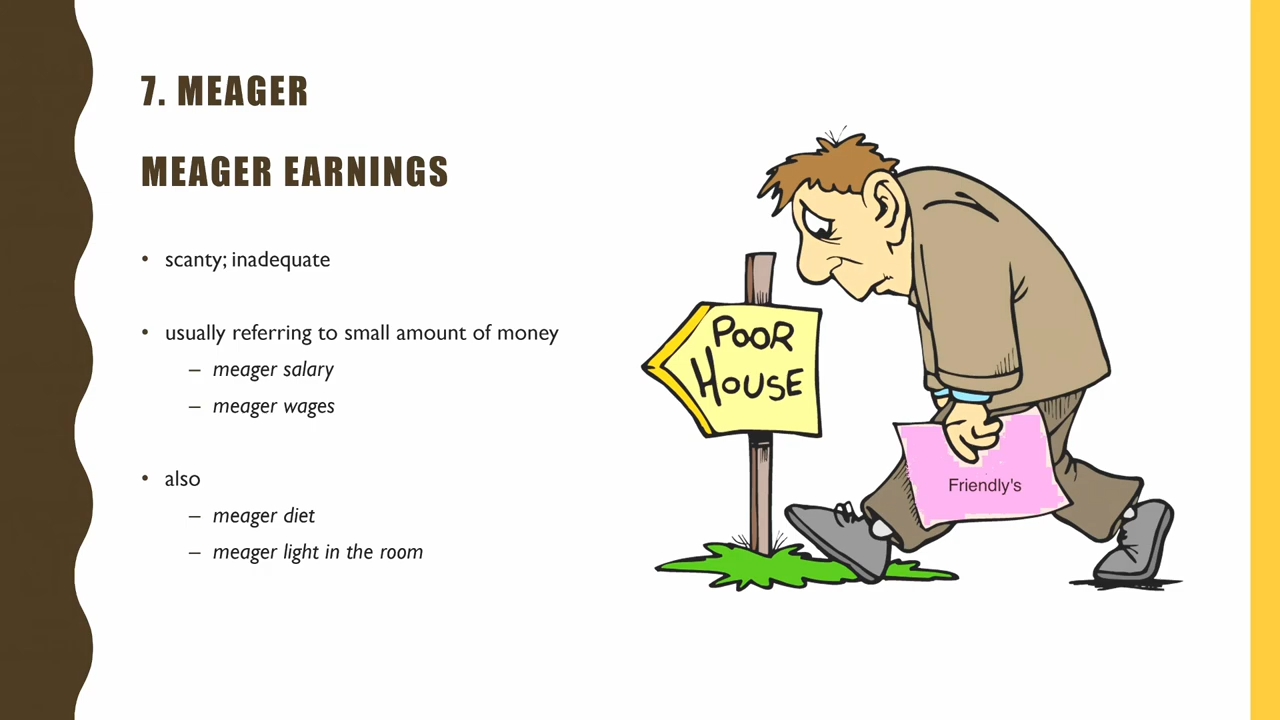 7. MEAGER
MEAGER EARNINGS
• scanty; inadequate
• usually referring to small amount of money
– meager salary
– meager wages
• also
– meager diet
– meager light in the room
POOR
HOUSE
Friendly's